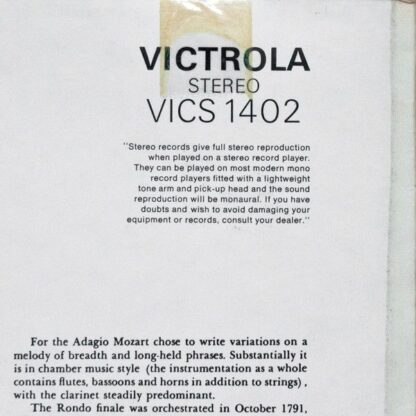 VICTROLA
STEREO
VICS 1402
"Stereo records give full stereo reproduction
when played on a stereo record player.
They can be played on most modern mono
record players fitted with a lightweight
tone arm and pick-up head and the sound
reproduction will be monaural. If you have
doubts and wish to avoid damaging your
equipment or records, consult your dealer."
For the Adagio Mozart chose to write variations on a
melody of breadth and long-held phrases. Substantially it
is in chamber music style (the instrumentation as a whole
contains flutes, bassoons and horns in addition to strings),
with the clarinet steadily predominant.
The Rondo finale was orchestrated in October 1791,